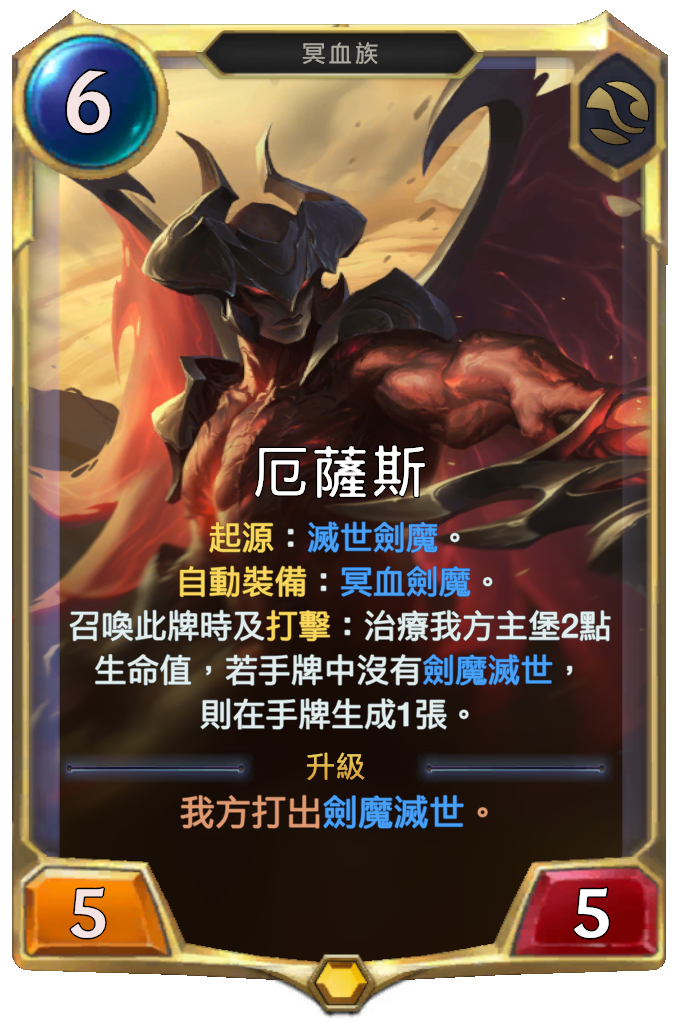 冥血族
6
厄薩斯
起源：滅世劍魔。
自動裝備：冥血劍魔。
召喚此牌時及打擊：治療我方主堡2點
生命值，若手牌中沒有劍魔滅世，
則在手牌生成1張。
升級
我方打出劍魔滅世。
5
5